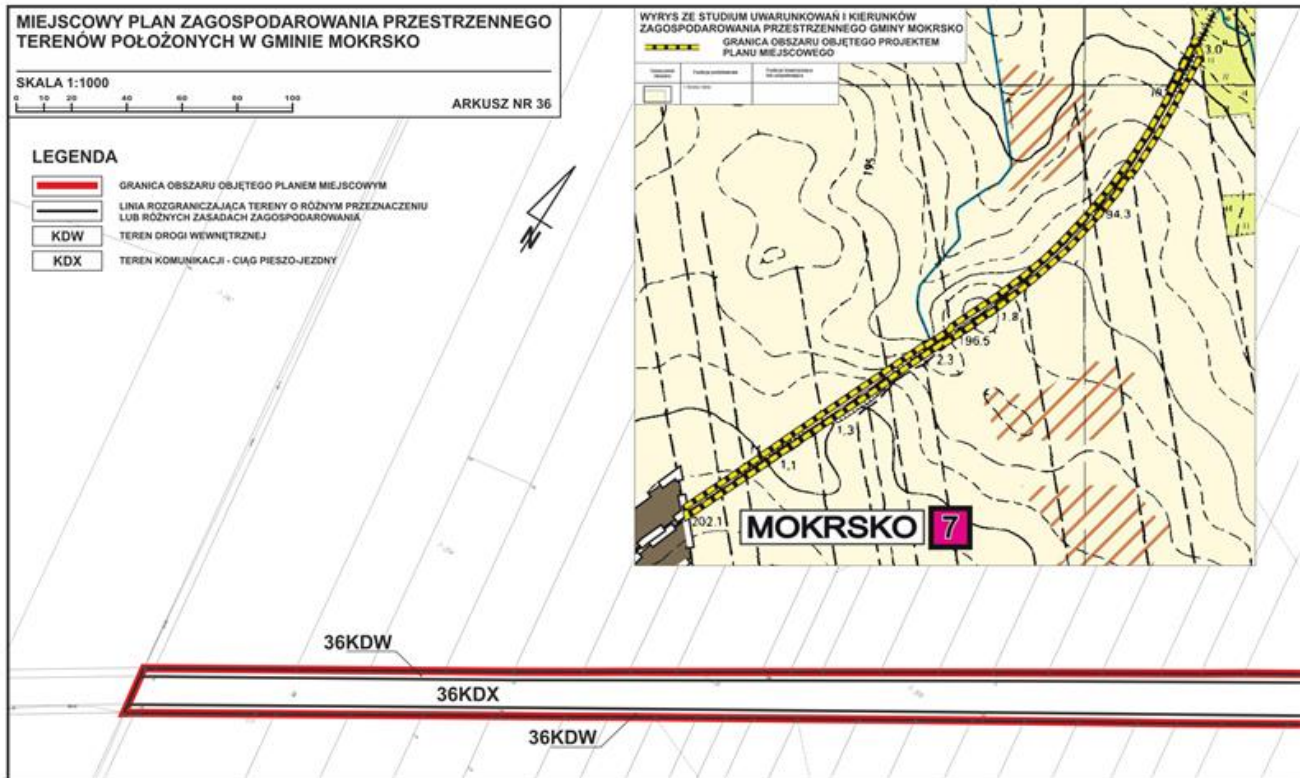 MIEJSCOWY PLAN ZAGOSPODAROWANIA PRZESTRZENNEGO
TERENÓW POŁOŻONYCH W GMINIE MOKRSKO
SKALA 1:1000
0 10 20 40 60 80 100
ARKUSZ NR 36
LEGENDA
GRANICA OBSZARU OBJĘTEGO PLANEM MIEJSCOWYM
LINIA ROZGRANICZAJĄCA TERENY O RÓŻNYM PRZEZNACZENIU
LUB RÓŻNYCH ZASADACH ZAGOSPODAROWANIA
KDW TEREN DROGI WEWNĘTRZNEJ
KDX TEREN KOMUNIKACJI - CIĄG PIESZO-JEZDNY
N
WYRYS ZE STUDIUM UWARUNKOWAŃ I KIERUNKÓW
ZAGOSPODAROWANIA PRZESTRZENNEGO GMINY MOKRSKO
GRANICA OBSZARU OBJĘTEGO PROJEKTEM
PLANU MIEJSCOWEGO
3.0
195
94.3
1.8
96.5
2.3
1,3
1,1
202.1
MOKRSKO 7
36KDW
36KDX
36KDW